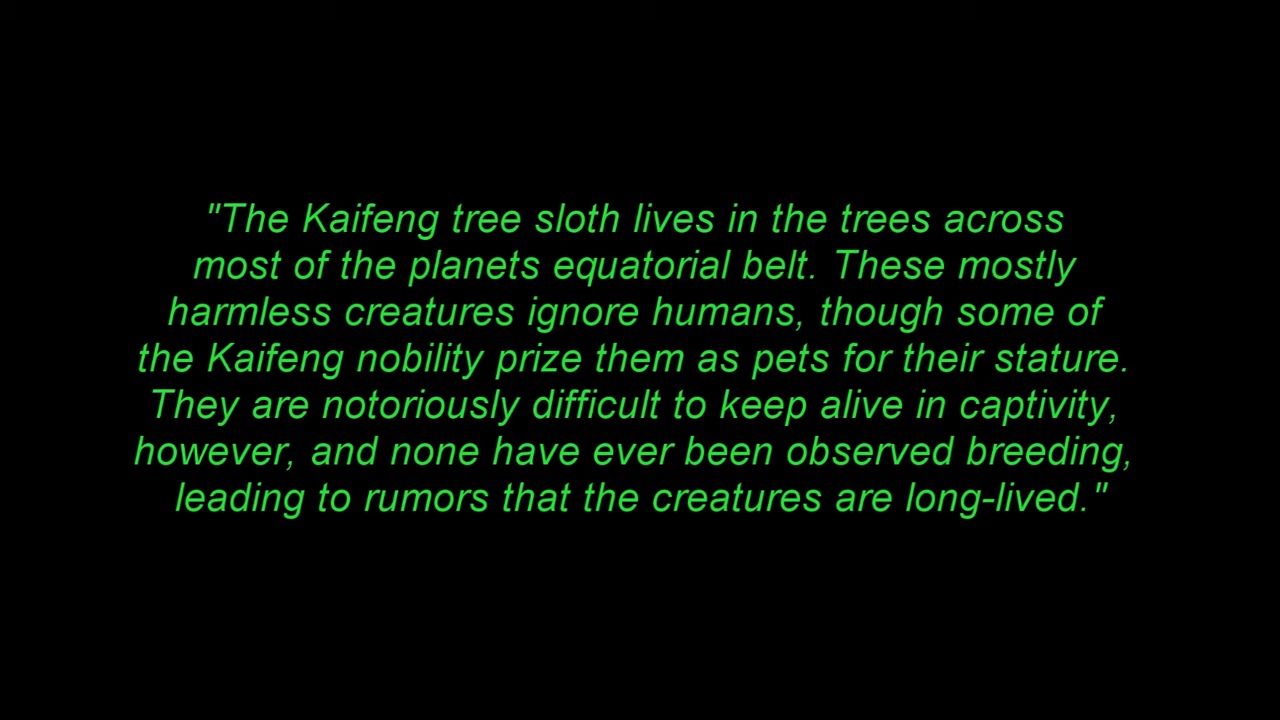 "The Kaifeng tree sloth lives in the trees across
most of the planets equatorial belt. These mostly
harmless creatures ignore humans, though some of
the Kaifeng nobility prize them as pets for their stature.
They are notoriously difficult to keep alive in captivity,
however, and none have ever been observed breeding,
leading to rumors that the creatures are long-lived."